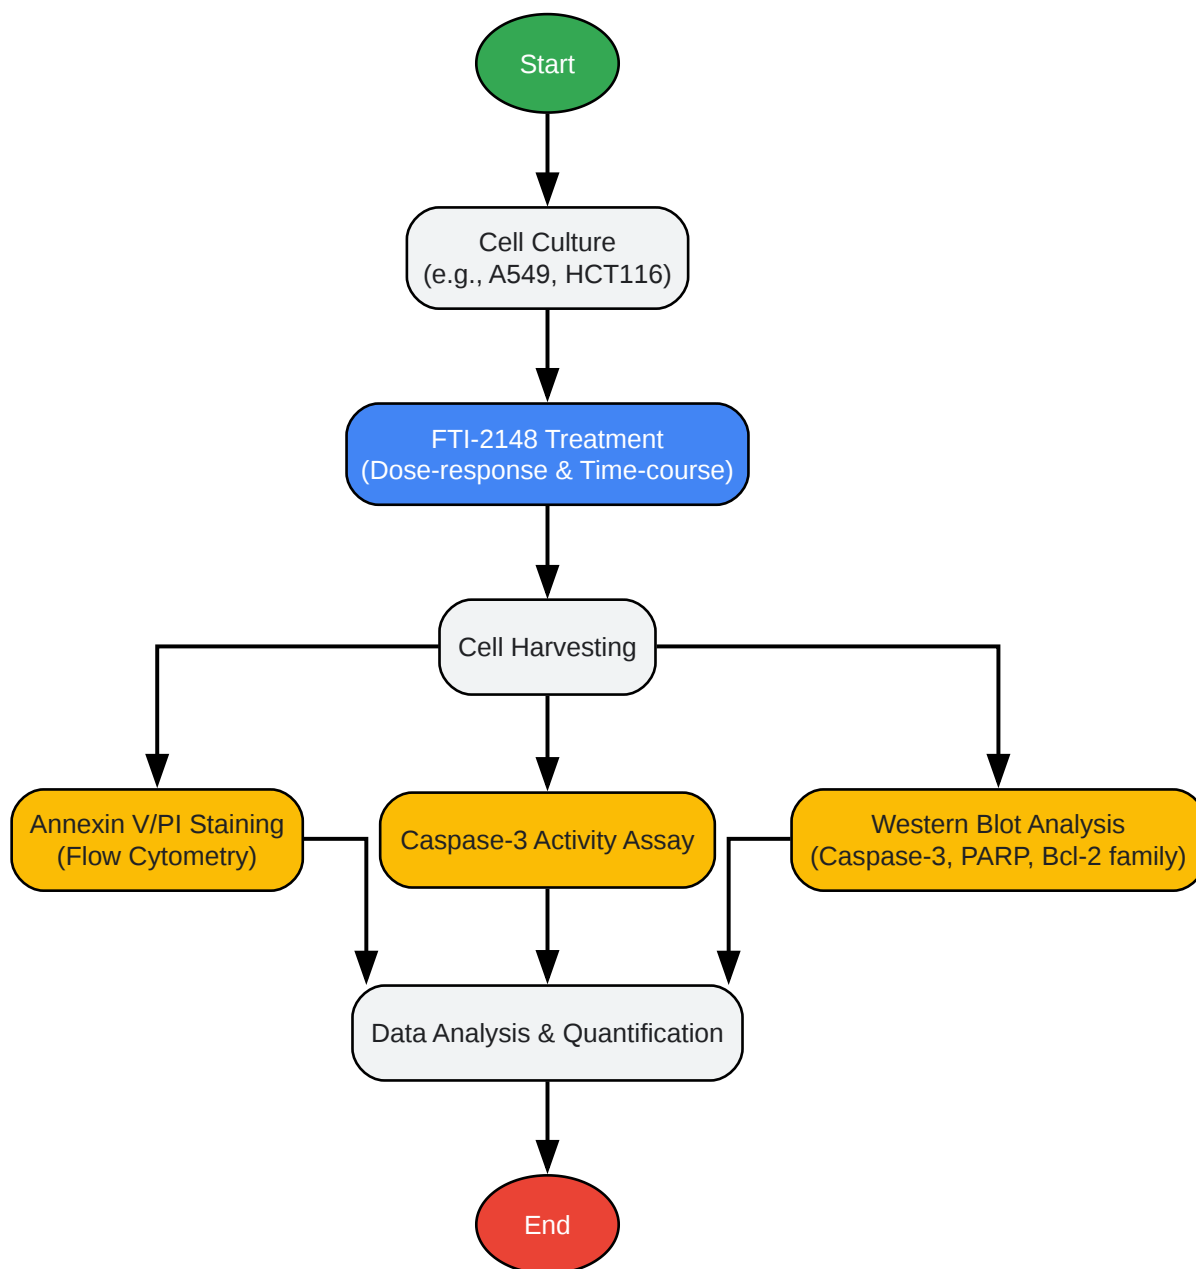 Start
Cell Culture
(e.g., A549, HCT116)
FTI-2148 Treatment
(Dose-response & Time-course)
Cell Harvesting
Annexin V/PI Staining
(Flow Cytometry)
Caspase-3 Activity Assay
Western Blot Analysis
(Caspase-3, PARP, Bcl-2 family)
Data Analysis & Quantification
End